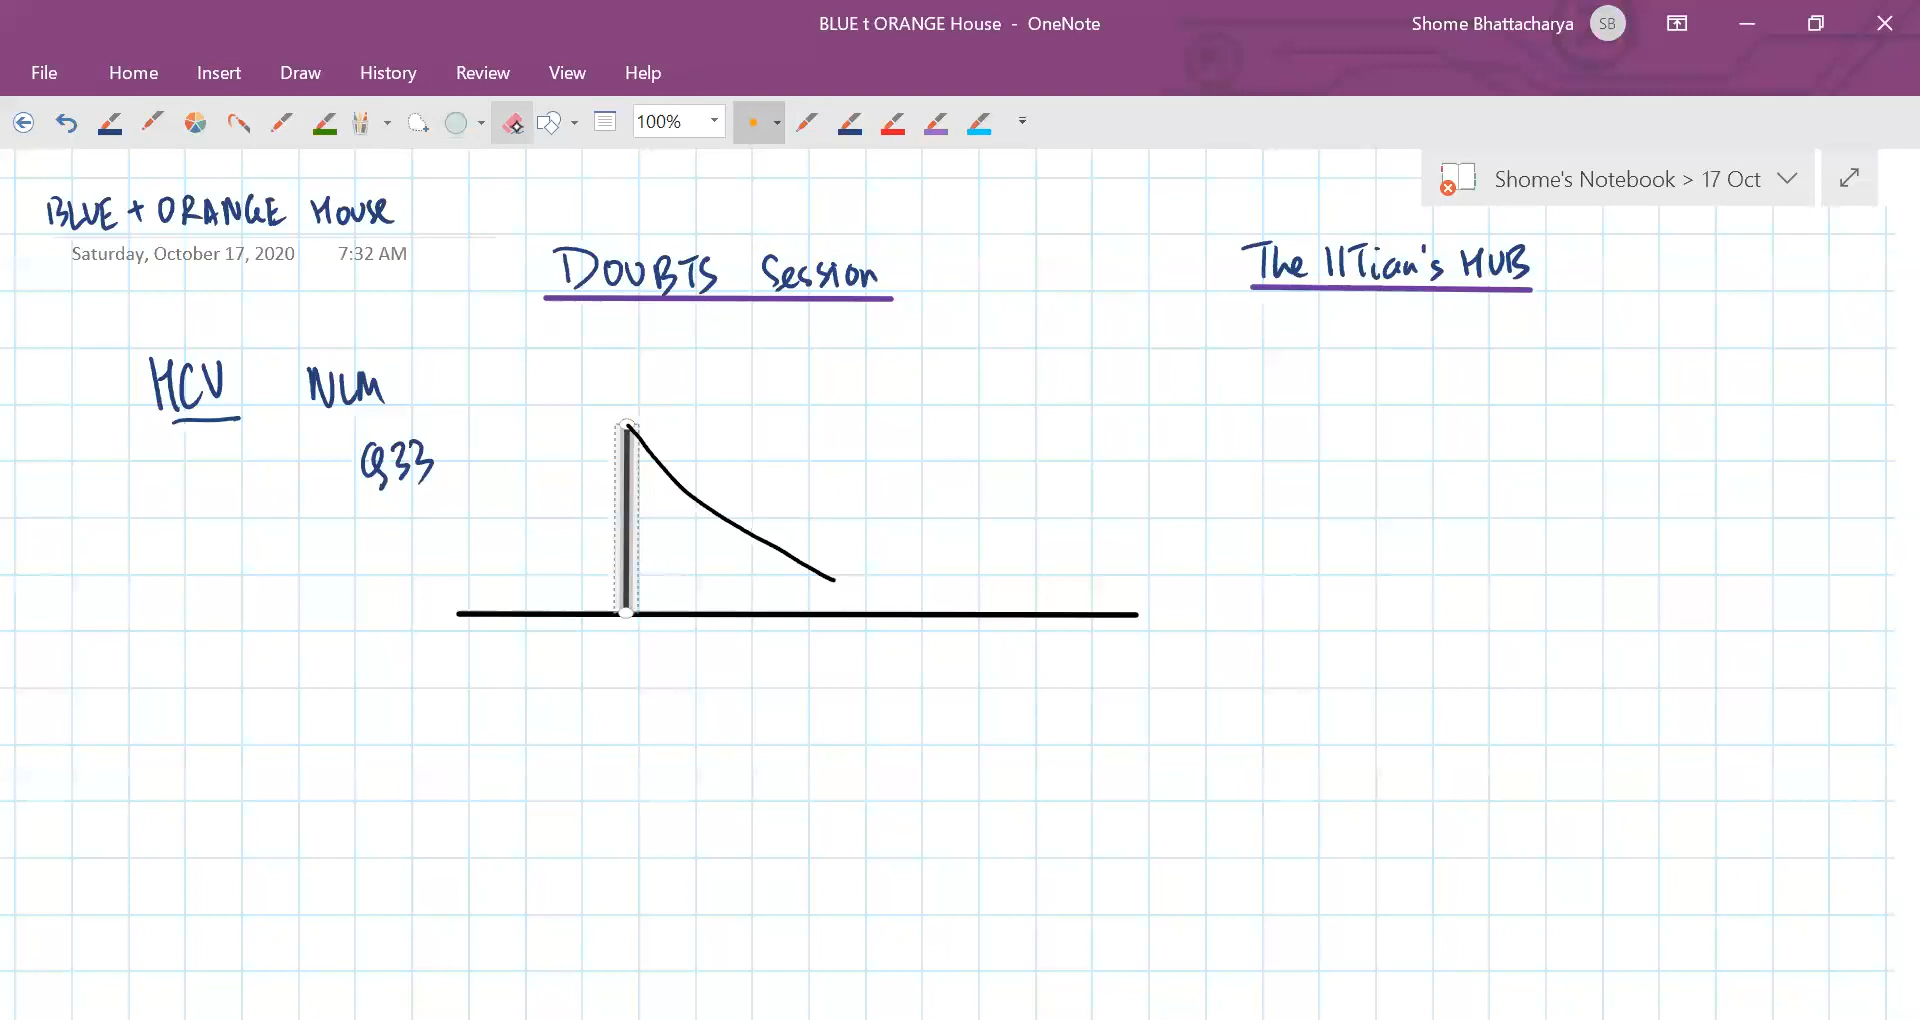 BLUE t ORANGE House - OneNote
Shome Bhattacharya SB
File Home Insert Draw History Review View Help
100%
Shome's Notebook > 17 Oct
BLUE + ORANGE HOUSE
Saturday, October 17, 2020 7:32 AM
DOUBTS Session
The IITian's HUB
HCV NLM
Q33